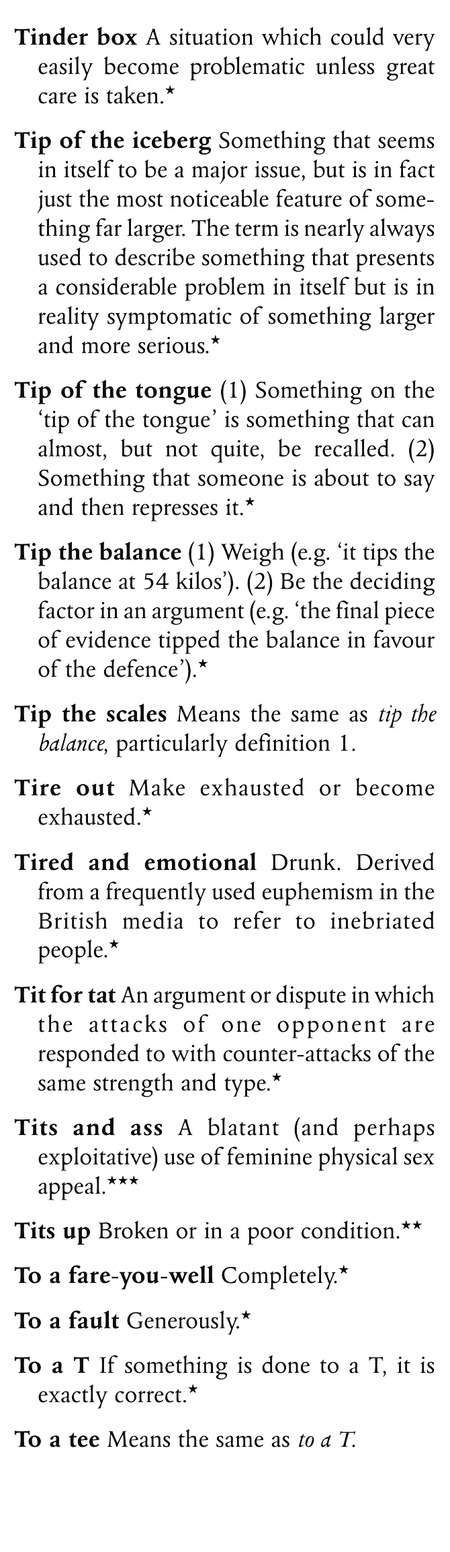 Tinder box A situation which could very
easily become problematic unless great
care is taken.★
Tip of the iceberg Something that seems
in itself to be a major issue, but is in fact
just the most noticeable feature of some-
thing far larger. The term is nearly always
used to describe something that presents
a considerable problem in itself but is in
reality symptomatic of something larger
and more serious.★
Tip of the tongue (1) Something on the
‘tip of the tongue’ is something that can
almost, but not quite, be recalled. (2)
Something that someone is about to say
and then represses it.★
Tip the balance (1) Weigh (e.g. ‘it tips the
balance at 54 kilos’). (2) Be the deciding
factor in an argument (e.g. ‘the final piece
of evidence tipped the balance in favour
of the defence’).★
Tip the scales Means the same as tip the
balance, particularly definition 1.
Tire out Make exhausted or become
exhausted.★
Tired and emotional Drunk. Derived
from a frequently used euphemism in the
British media to refer to inebriated
people.★
Tit for tat An argument or dispute in which
the attacks of one opponent are
responded to with counter-attacks of the
same strength and type.★
Tits and ass A blatant (and perhaps
exploitative) use of feminine physical sex
appeal.★★★
Tits up Broken or in a poor condition.★★
To a fare-you-well Completely.★
To a fault Generously.★
To a T If something is done to a T, it is
exactly correct.★
To a tee Means the same as to a T.